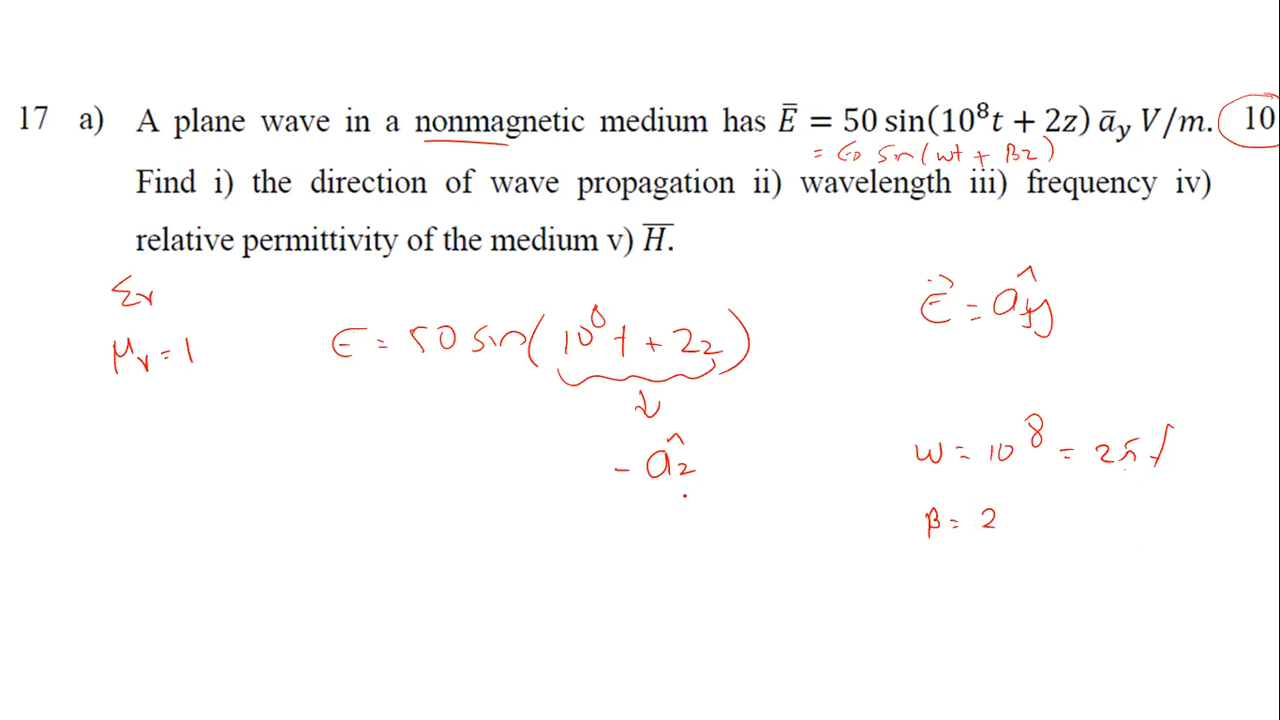 17 a) A plane wave in a nonmagnetic medium has E̅ = 50 sin(10⁸t + 2z) a̅ᵧ V/m. 10
= E₀ sin(ωt + βz)
Find i) the direction of wave propagation ii) wavelength iii) frequency iv)
relative permittivity of the medium v) H̅.
εr
μr = 1
E = 50 sin(10⁸t + 2z)
E⃗ = ây
↓
- âz
ω = 10⁸ = 2πf
β = 2